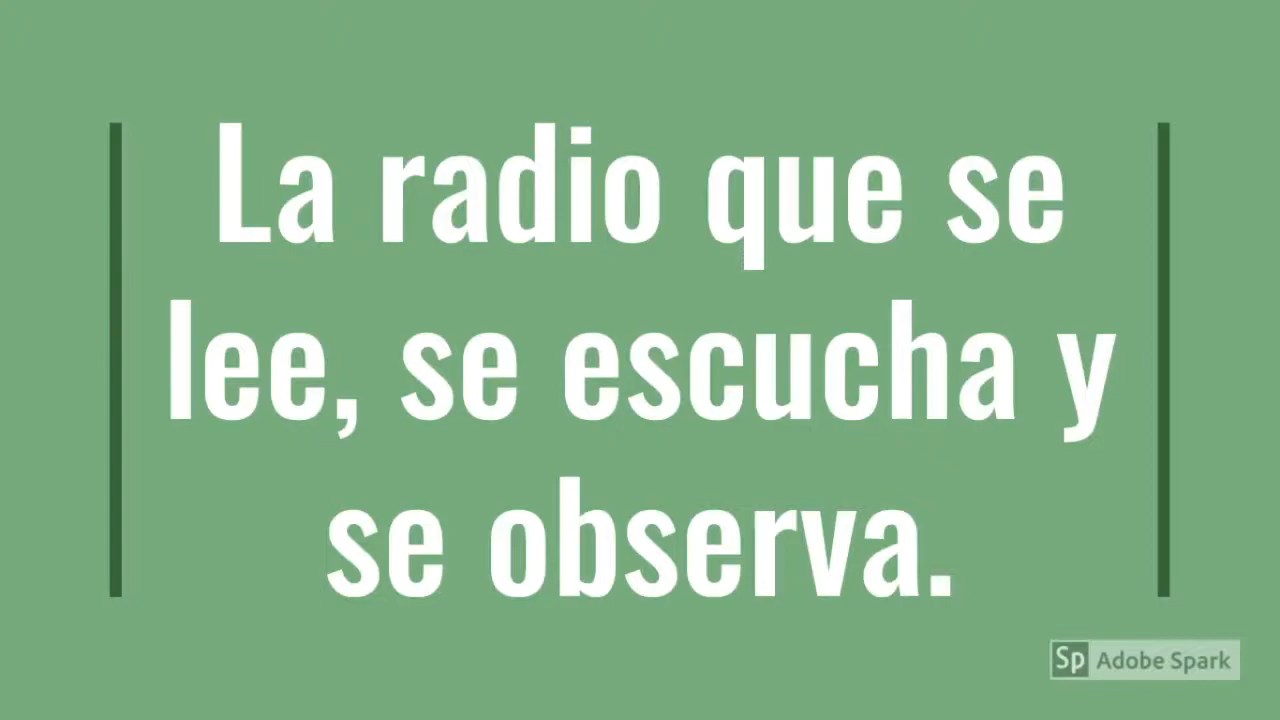 La radio que se
lee, se escucha y
se observa.
Sp Adobe Spark